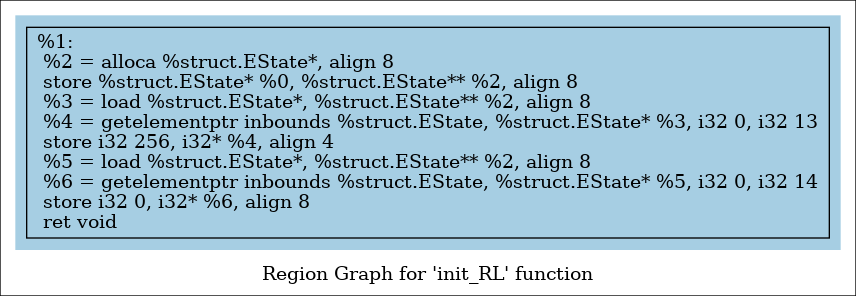 %1:
%2 = alloca %struct.EState*, align 8
store %struct.EState* %0, %struct.EState** %2, align 8
%3 = load %struct.EState*, %struct.EState** %2, align 8
%4 = getelementptr inbounds %struct.EState, %struct.EState* %3, i32 0, i32 13
store i32 256, i32* %4, align 4
%5 = load %struct.EState*, %struct.EState** %2, align 8
%6 = getelementptr inbounds %struct.EState, %struct.EState* %5, i32 0, i32 14
store i32 0, i32* %6, align 8
ret void
Region Graph for 'init_RL' function